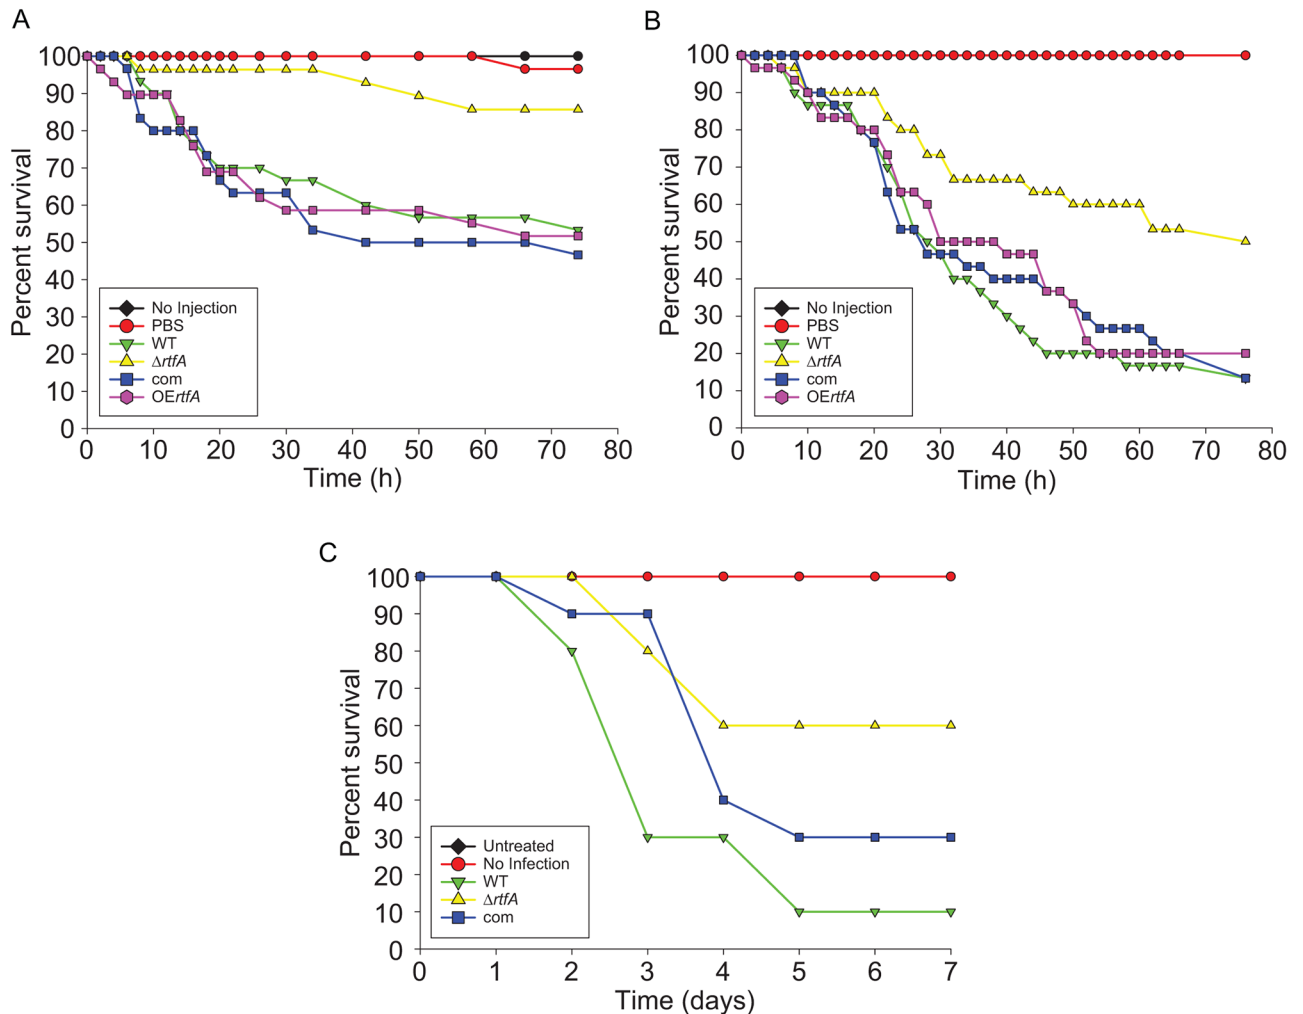 A
Percent survival
100
90
80
70
60
50
40
30
20
10
0
No Injection
PBS
WT
ΔrtfA
com
OErtfA
0 10 20 30 40 50 60 70 80
Time (h)
B
Percent survival
100
90
80
70
60
50
40
30
20
10
0
No Injection
PBS
WT
ΔrtfA
com
OErtfA
0 10 20 30 40 50 60 70 80
Time (h)
C
Percent survival
100
90
80
70
60
50
40
30
20
10
0
Untreated
No Infection
WT
ΔrtfA
com
0 1 2 3 4 5 6 7
Time (days)